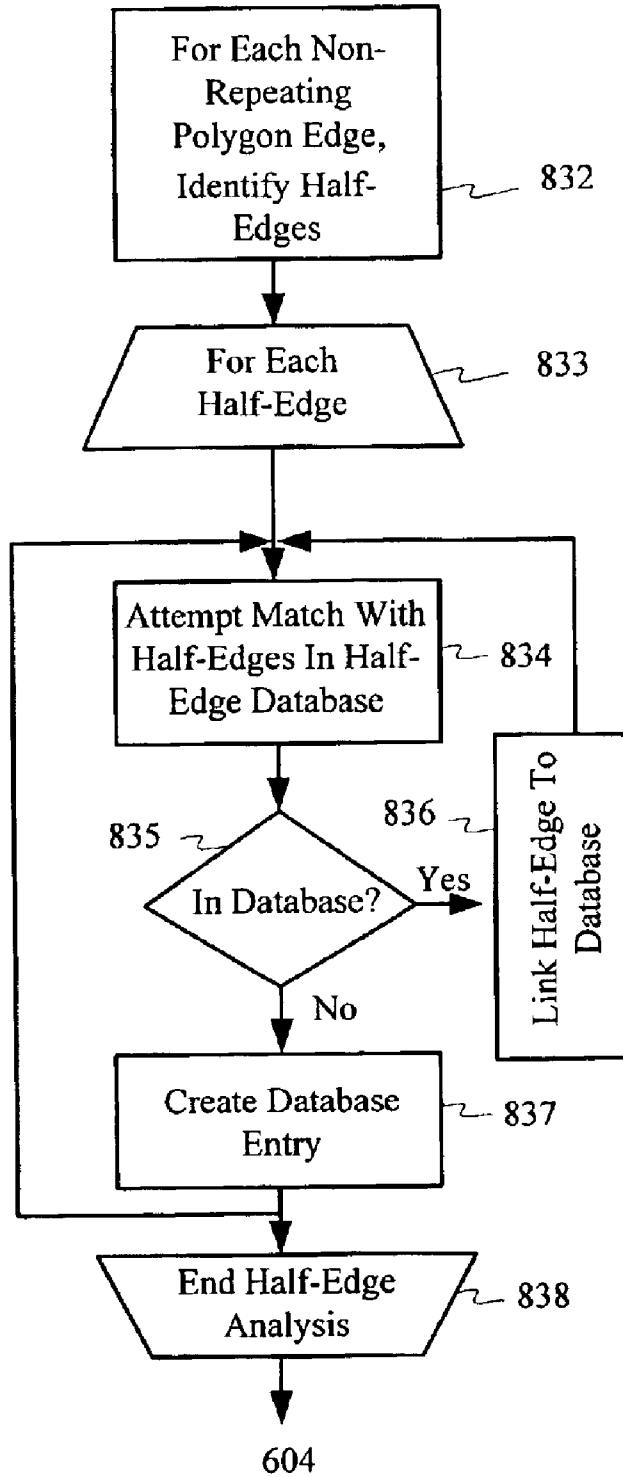 For Each Non-
Repeating
Polygon Edge,
Identify Half-
Edges
832
For Each
Half-Edge
833
Attempt Match With
Half-Edges In Half-
Edge Database
834
835
In Database?
Yes
836
Link Half-Edge To
Database
No
Create Database
Entry
837
End Half-Edge
Analysis
838
604